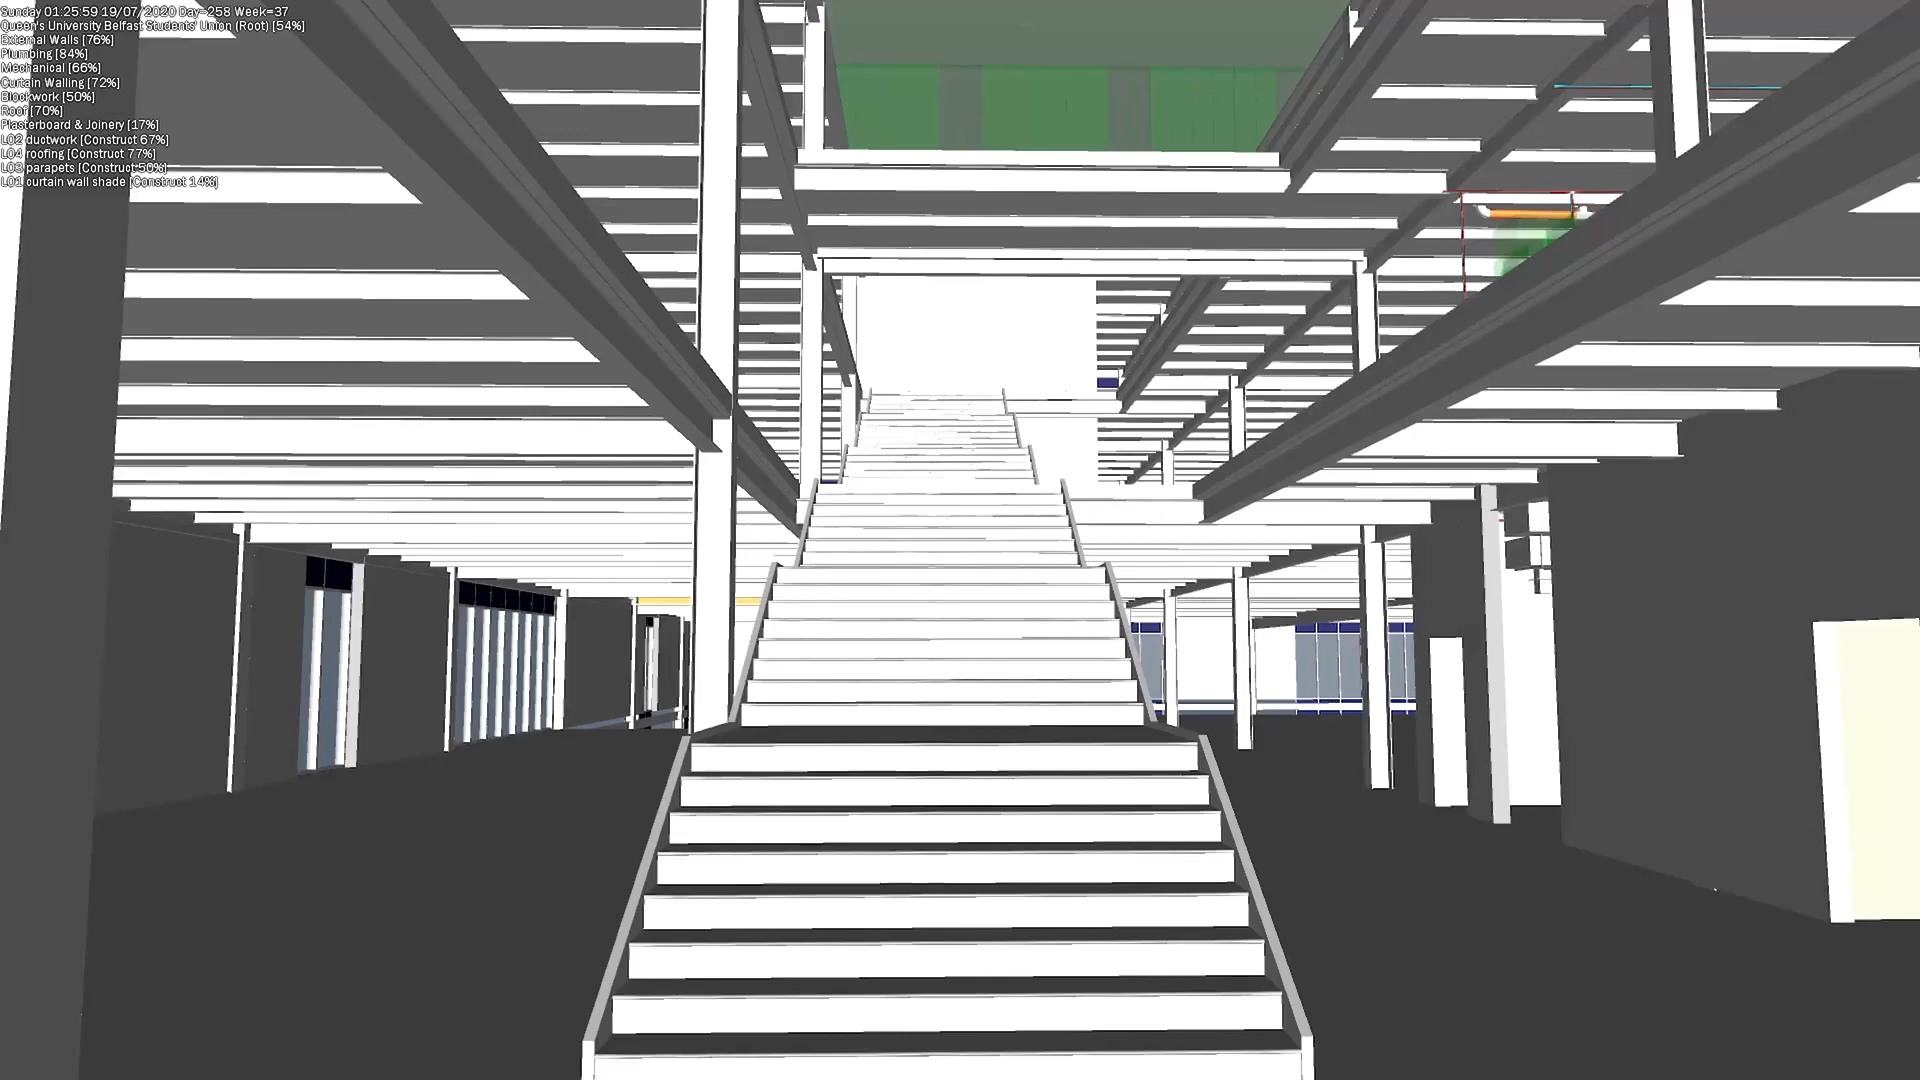 Sunday 01:25:59 19/07/2020 Day=258 Week=37
Queen's University Belfast Students' Union (Root) [54%]
External Walls [76%]
Plumbing [84%]
Mechanical [66%]
Curtain Walling [72%]
Blockwork [50%]
Roof [70%]
Plasterboard & Joinery [17%]
L02 ductwork [Construct 67%]
L04 roofing [Construct 77%]
L03 parapets [Construct 50%]
L01 curtain wall shade [Construct 14%]